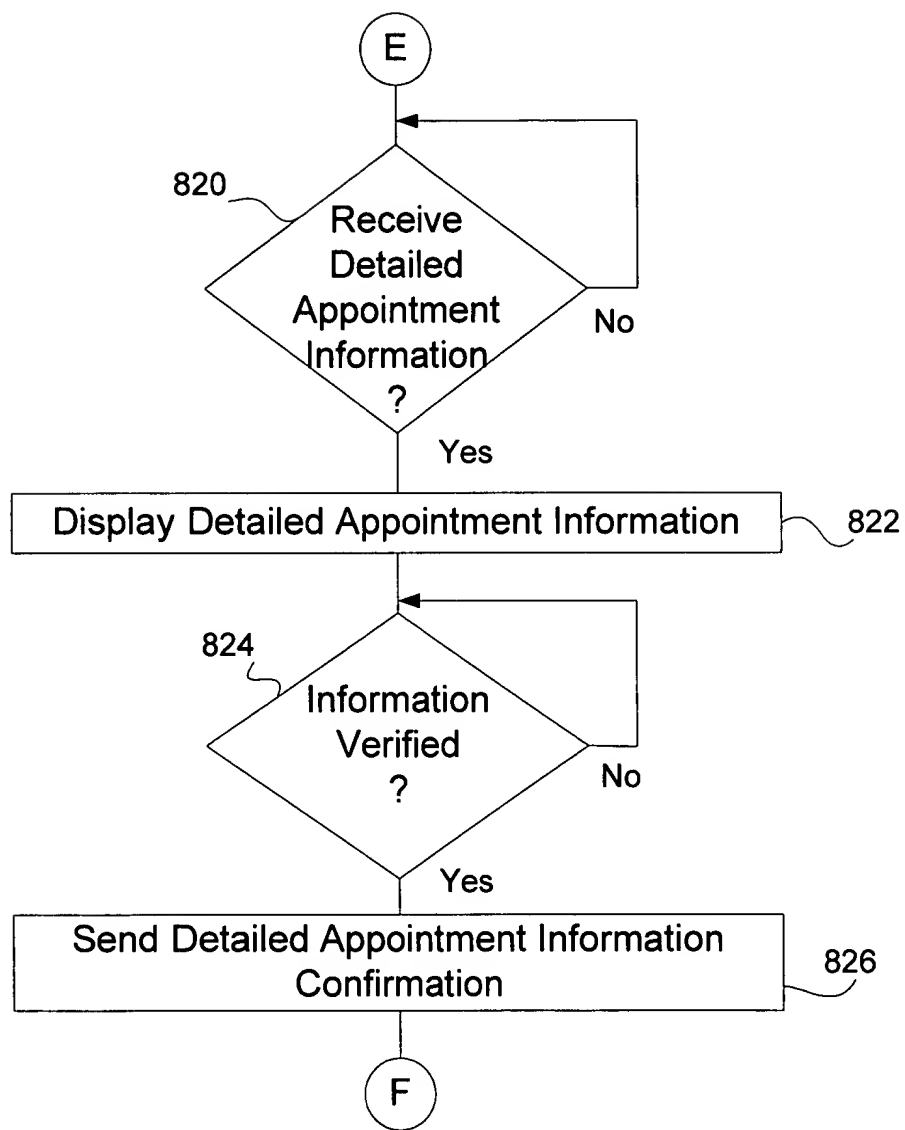 E
820
Receive
Detailed
Appointment
Information
?
No
Yes
Display Detailed Appointment Information
822
824
Information
Verified
?
No
Yes
Send Detailed Appointment Information
Confirmation
826
F